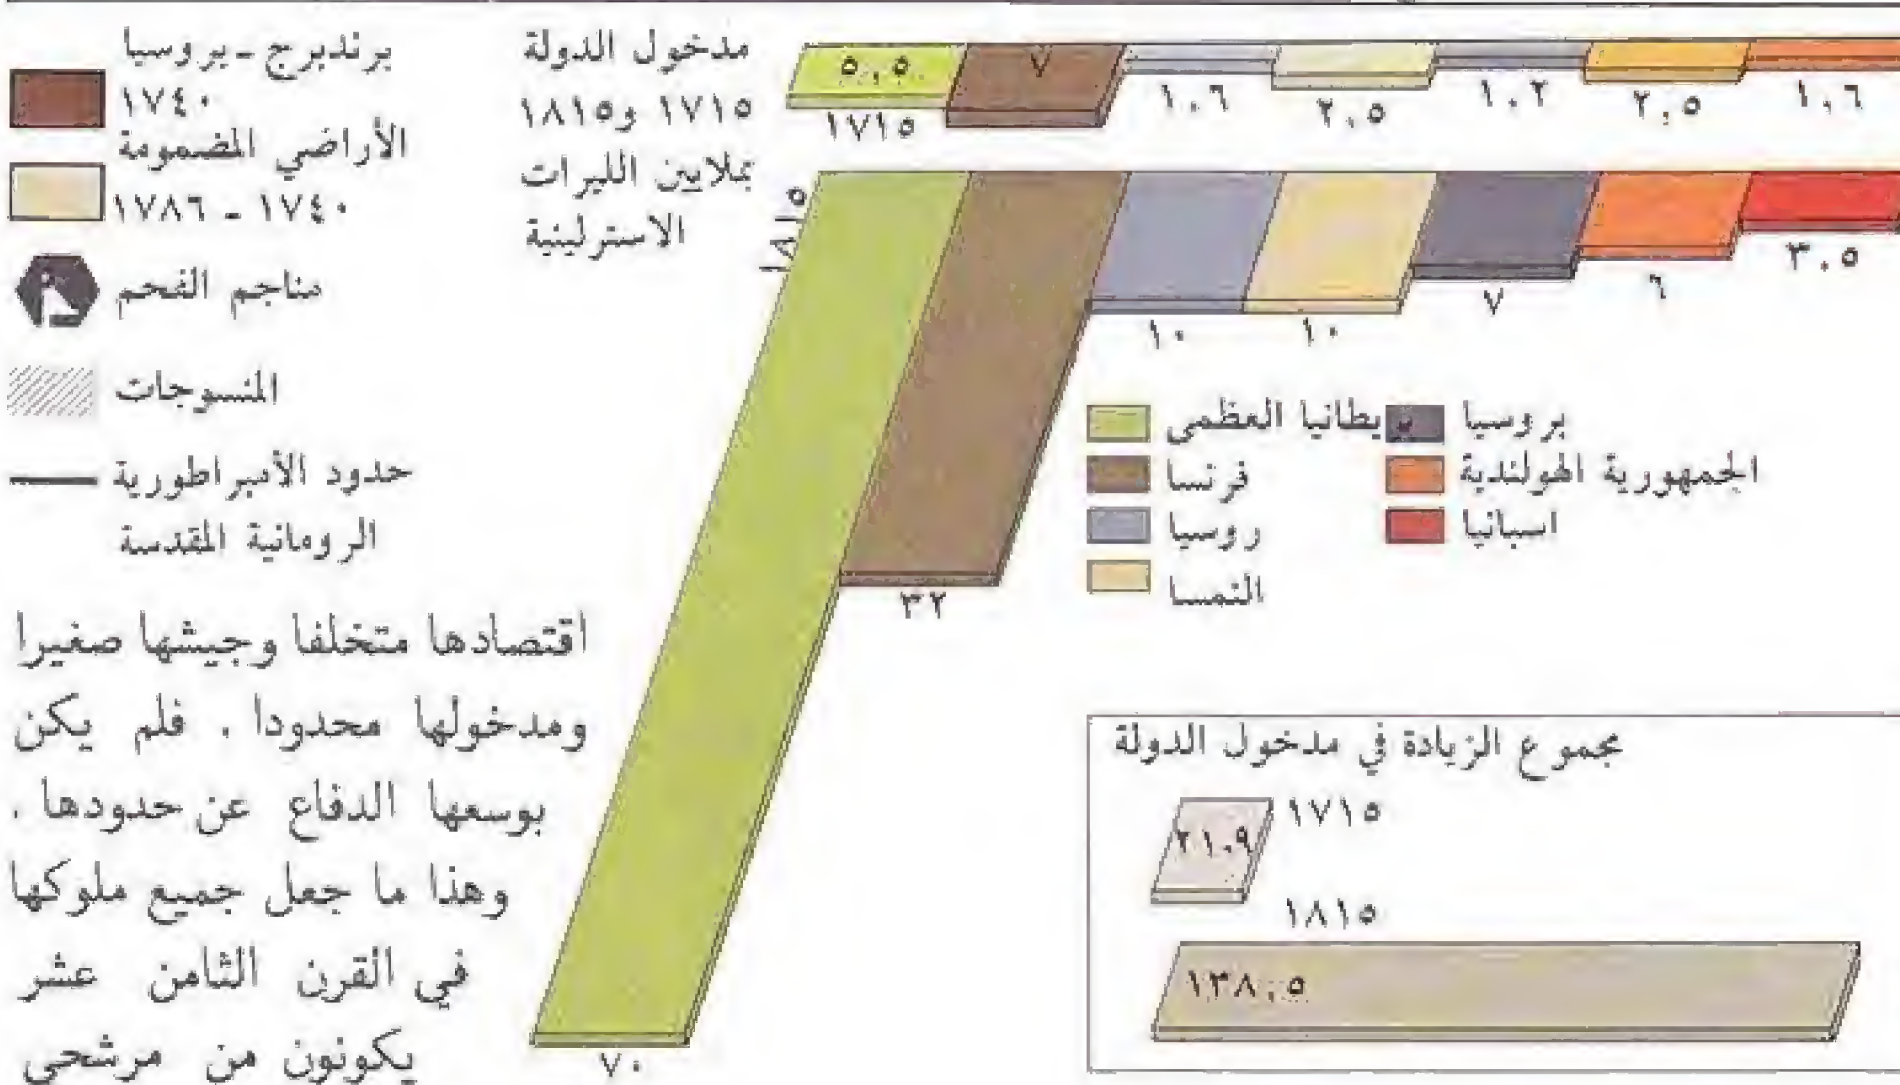 برندبرج - بروسيا
١٧٤٠
الأراضي المضمومة
١٧٤٠ - ١٧٨٦
مناجم الفحم
المنسوجات
حدود الأمبراطورية
الرومانية المقدسة
مدخول الدولة
١٧١٥ و١٨١٥
بملايين الليرات
الاسترلينية
٥.٥
٧
١.٦
٢.٥
١.٢
٢.٥
١.٦
١٧١٥
١٨١٥
٧٠
٣٢
١٠
١٠
٧
٦
٣.٥
بريطانيا العظمى
فرنسا
روسيا
النمسا
بروسيا
الجمهورية الهولندية
اسبانيا
اقتصادها متخلفا وجيشها صغيرا
ومدخولها محدودا . فلم يكن
بوسعها الدفاع عن حدودها .
وهذا ما جعل جميع ملوكها
في القرن الثامن عشر
يكونون من مرشحي
مجموع الزيادة في مدخول الدولة
١٧١٥
٢١.٩
١٨١٥
١٣٨.٥